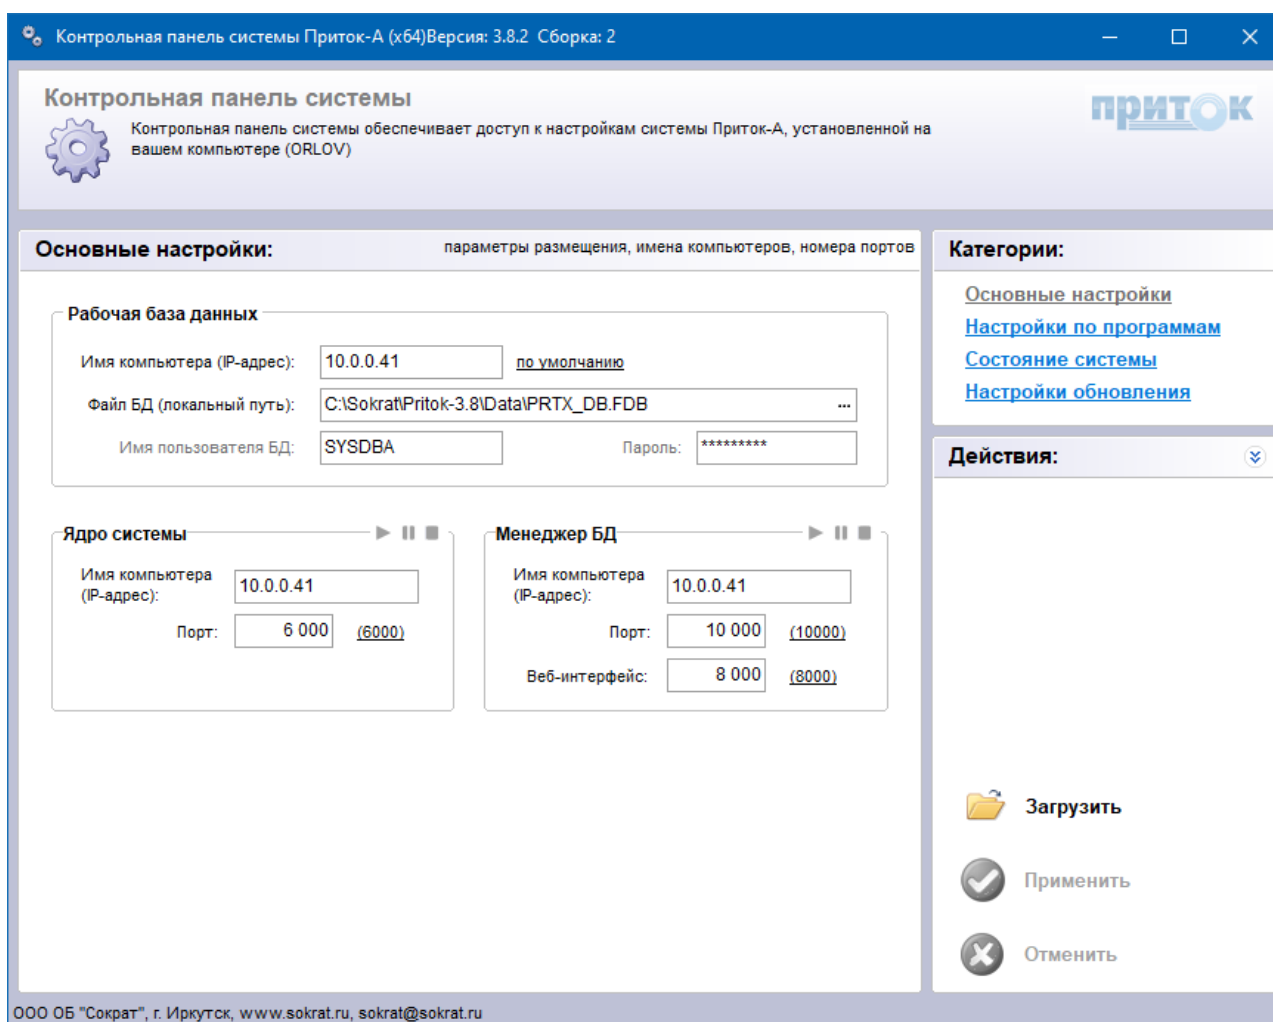 Контрольная панель системы Приток-А (x64)Версия: 3.8.2  Сборка: 2
Контрольная панель системы
Контрольная панель системы обеспечивает доступ к настройкам системы Приток-А, установленной на
вашем компьютере (ORLOV)
приток
Основные настройки:
параметры размещения, имена компьютеров, номера портов
Рабочая база данных
Имя компьютера (IP-адрес):
10.0.0.41
по умолчанию
Файл БД (локальный путь):
C:\Sokrat\Pritok-3.8\Data\PRTX_DB.FDB
...
Имя пользователя БД:
SYSDBA
Пароль:
*********
Ядро системы
Имя компьютера
(IP-адрес):
10.0.0.41
Порт:
6 000
(6000)
Менеджер БД
Имя компьютера
(IP-адрес):
10.0.0.41
Порт:
10 000
(10000)
Веб-интерфейс:
8 000
(8000)
Категории:
Основные настройки
Настройки по программам
Состояние системы
Настройки обновления
Действия:
Загрузить
Применить
Отменить
ООО ОБ "Сократ", г. Иркутск, www.sokrat.ru, sokrat@sokrat.ru